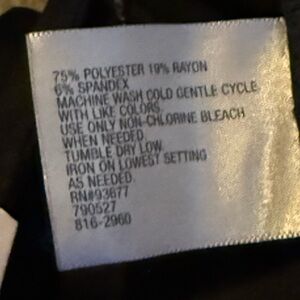 75% POLYESTER 19% RAYON
6% SPANDEX
MACHINE WASH COLD GENTLE CYCLE
WITH LIKE COLORS.
USE ONLY NON-CHLORINE BLEACH
WHEN NEEDED.
TUMBLE DRY LOW.
IRON ON LOWEST SETTING
AS NEEDED.
RN#93677
790527
816-2960